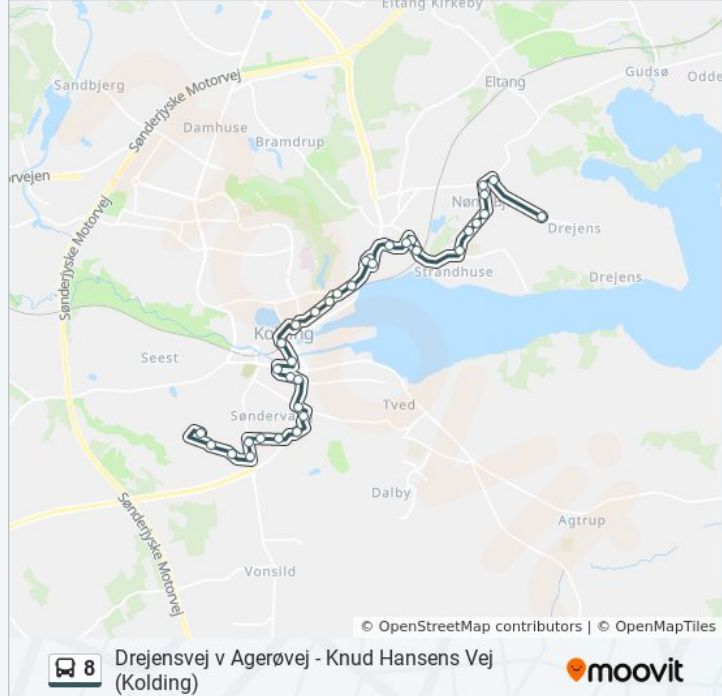 Eltang Kirkeby
Sandbjerg
Sønderjyske Motorvej
Eltang
Gudsø
Odde
Damhuse
Bramdrup
orvejen
Sønderjyske Motorvej
Drejens
Strandhuse
Drejens
Kolding
Seest
Tved
Dalby
Agtrup
Sønderjyske Motorvej
Vonsild
© OpenStreetMap contributors | © OpenMapTiles
8
Drejensvej v Agerøvej - Knud Hansens Vej
(Kolding)
moovit